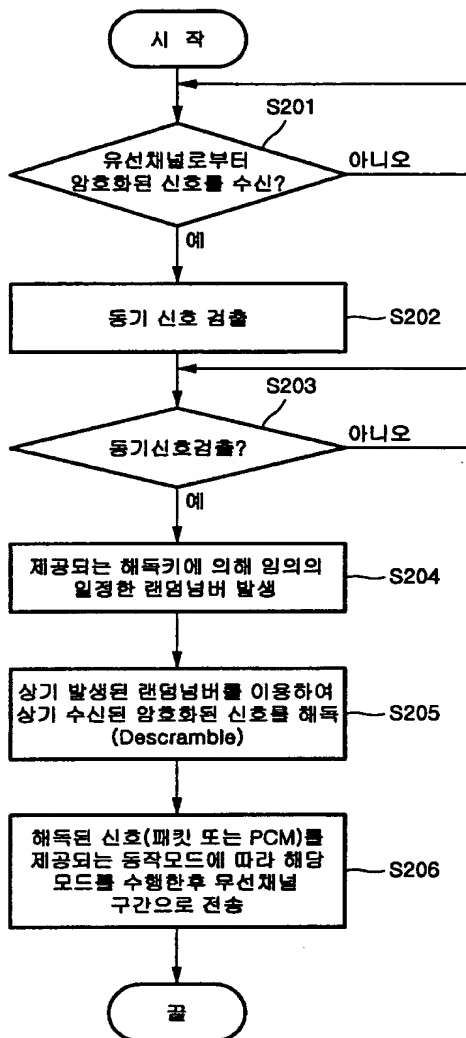 시 작
S201
유선채널로부터
암호화된 신호를 수신?
아니오
예
동기 신호 검출
S202
S203
동기신호검출?
아니오
예
제공되는 해독키에 의해 임의의
일정한 랜덤넘버 발생
S204
상기 발생된 랜덤넘버를 이용하여
상기 수신된 암호화된 신호를 해독
(Descramble)
S205
해독된 신호(패킷 또는 PCM)를
제공되는 동작모드에 따라 해당
모드를 수행한후 무선채널
구간으로 전송
S206
끝